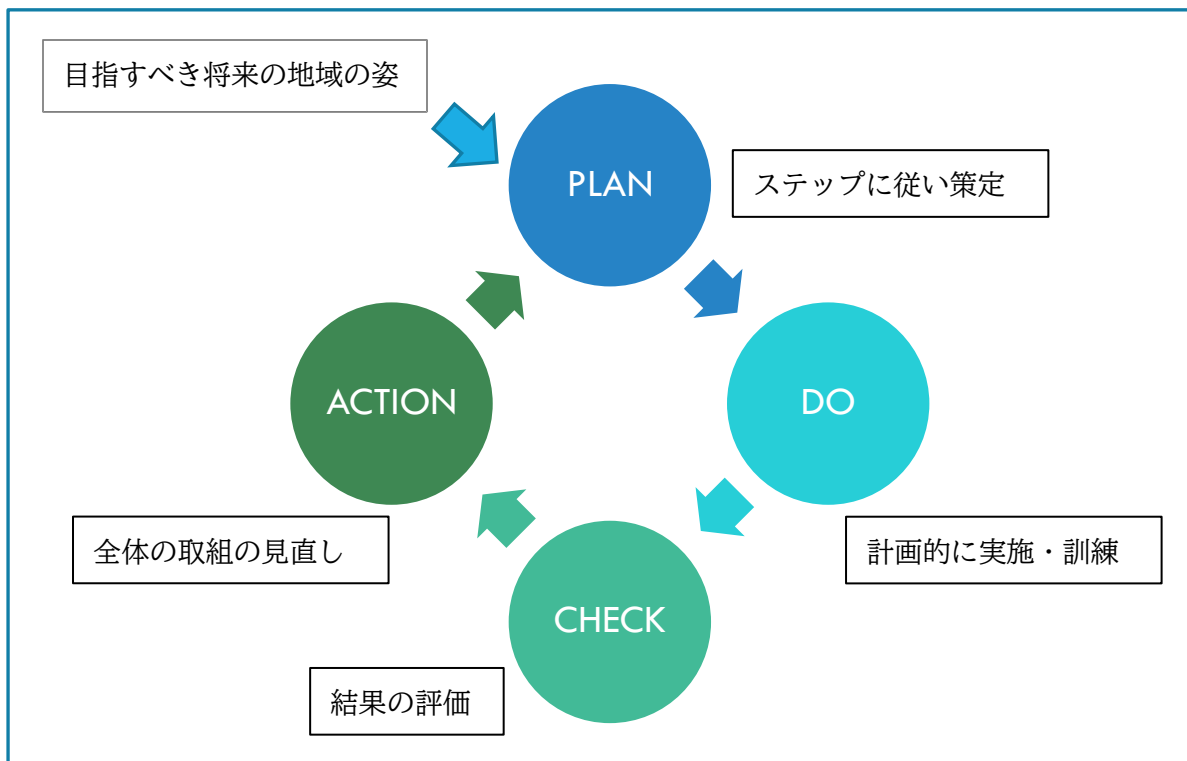 目指すべき将来の地域の姿
PLAN
ステップに従い策定
ACTION
DO
全体の取組の見直し
計画的に実施・訓練
CHECK
結果の評価